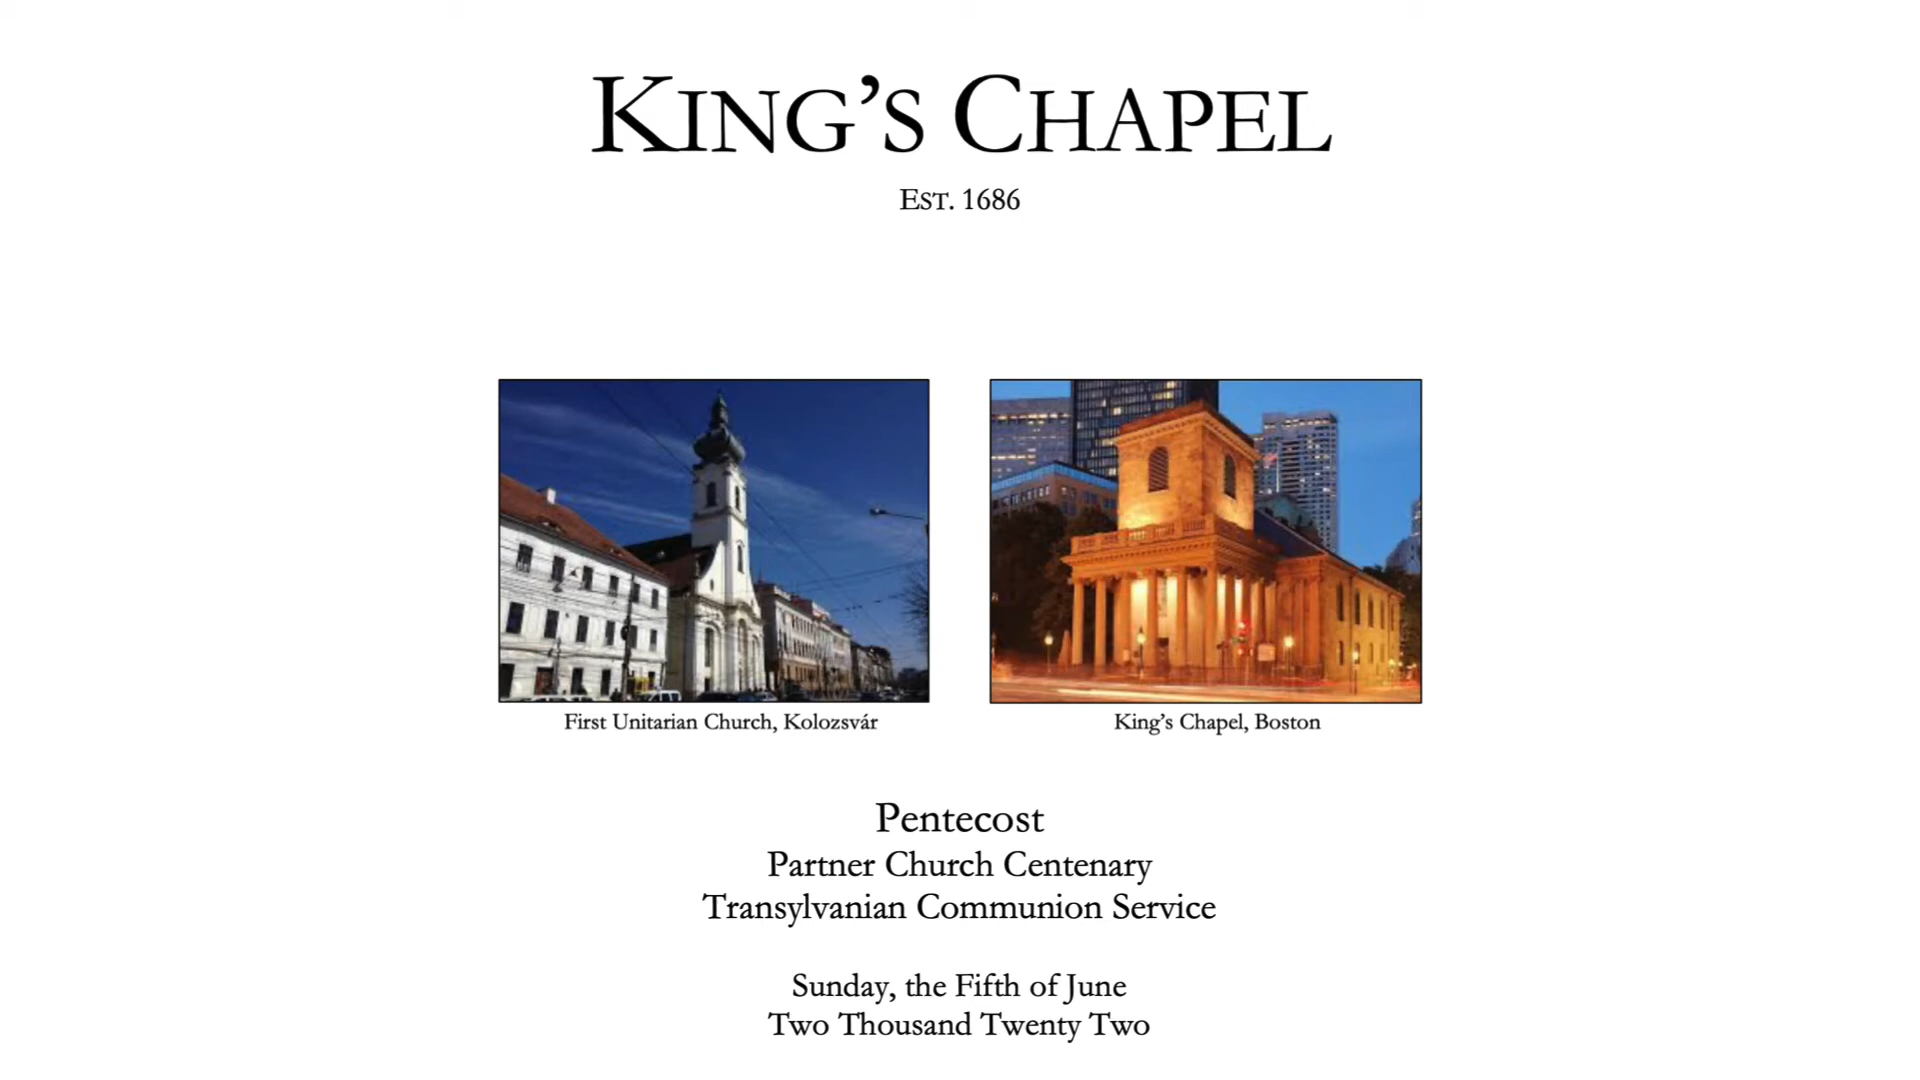 KING'S CHAPEL
EST. 1686
First Unitarian Church, Kolozsvár
King's Chapel, Boston
Pentecost
Partner Church Centenary
Transylvanian Communion Service
Sunday, the Fifth of June
Two Thousand Twenty Two